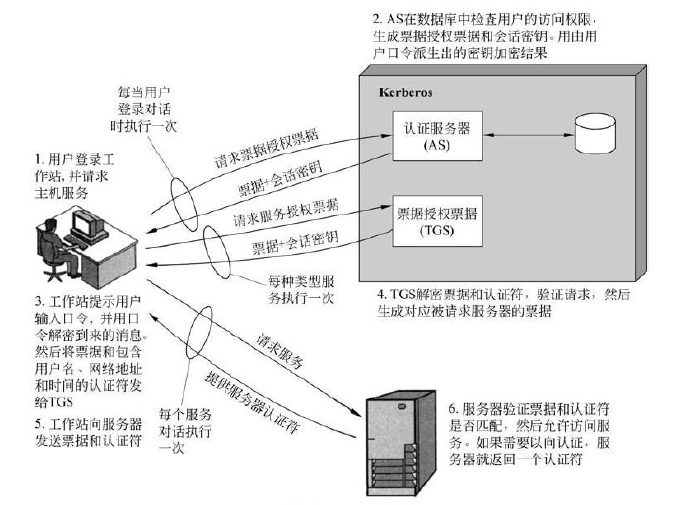 2. AS在数据库中检查用户的访问权限，
生成票据授权票据和会话密钥。用由用
户口令派生出的密钥加密结果
每当用户
登录对话
时执行一次
Kerberos
认证服务器
(AS)
请求票据授权票据
票据+会话密钥
1. 用户登录工
作站,并请求
主机服务
请求服务授权票据
票据+会话密钥
票据授权票据
(TGS)
每种类型服
务执行一次
4. TGS解密票据和认证符，验证请求，然后
生成对应被请求服务器的票据
3. 工作站提示用户
输入口令,并用口
令解密到来的消息。
然后将票据和包含
用户名、网络地址
和时间的认证符发
给TGS
请求服务
提供服务器认证符
5. 工作站向服务器
发送票据和认证符
每个服务
对话执行
一次
6. 服务器验证票据和认证符
是否匹配，然后允许访问服
务。如果需要以向认证，服
务器就返回一个认证符